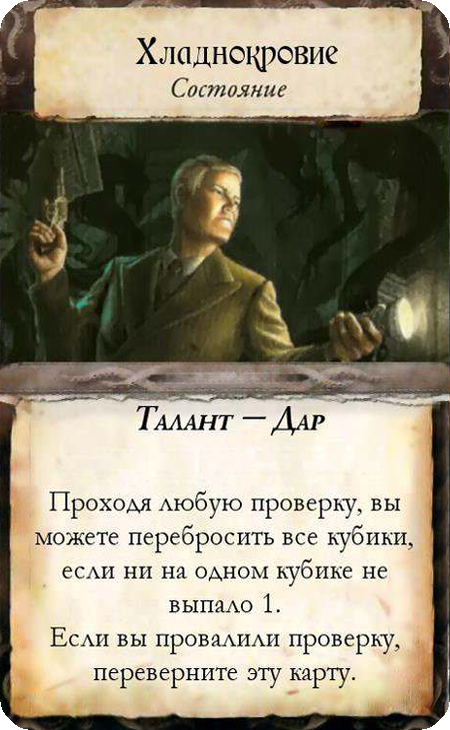 Хладнокровие
Состояние
Талант — Дар
Проходя любую проверку, вы
можете перебросить все кубики,
если ни на одном кубике не
выпало 1.
Если вы провалили проверку,
переверните эту карту.